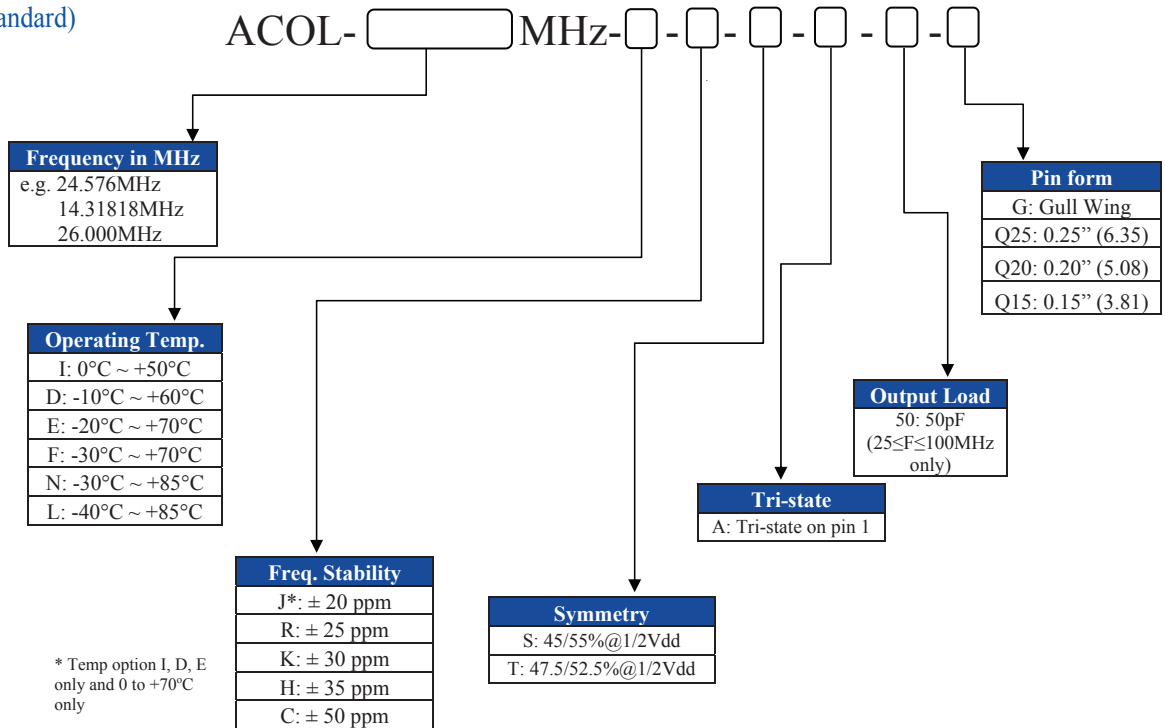 andard)
ACOL- MHz- - - - - -
Frequency in MHz
e.g. 24.576MHz
14.31818MHz
26.000MHz
Pin form
G: Gull Wing
Q25: 0.25” (6.35)
Q20: 0.20” (5.08)
Q15: 0.15” (3.81)
Operating Temp.
I: 0°C ~ +50°C
D: -10°C ~ +60°C
E: -20°C ~ +70°C
F: -30°C ~ +70°C
N: -30°C ~ +85°C
L: -40°C ~ +85°C
Output Load
50: 50pF
(25≤F≤100MHz
only)
Tri-state
A: Tri-state on pin 1
Freq. Stability
J*: ± 20 ppm
R: ± 25 ppm
K: ± 30 ppm
H: ± 35 ppm
C: ± 50 ppm
Symmetry
S: 45/55%@1/2Vdd
T: 47.5/52.5%@1/2Vdd
* Temp option I, D, E
only and 0 to +70ºC
only